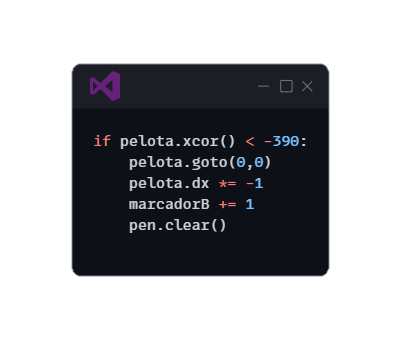 if pelota.xcor() < -390:
    pelota.goto(0,0)
    pelota.dx *= -1
    marcadorB += 1
    pen.clear()